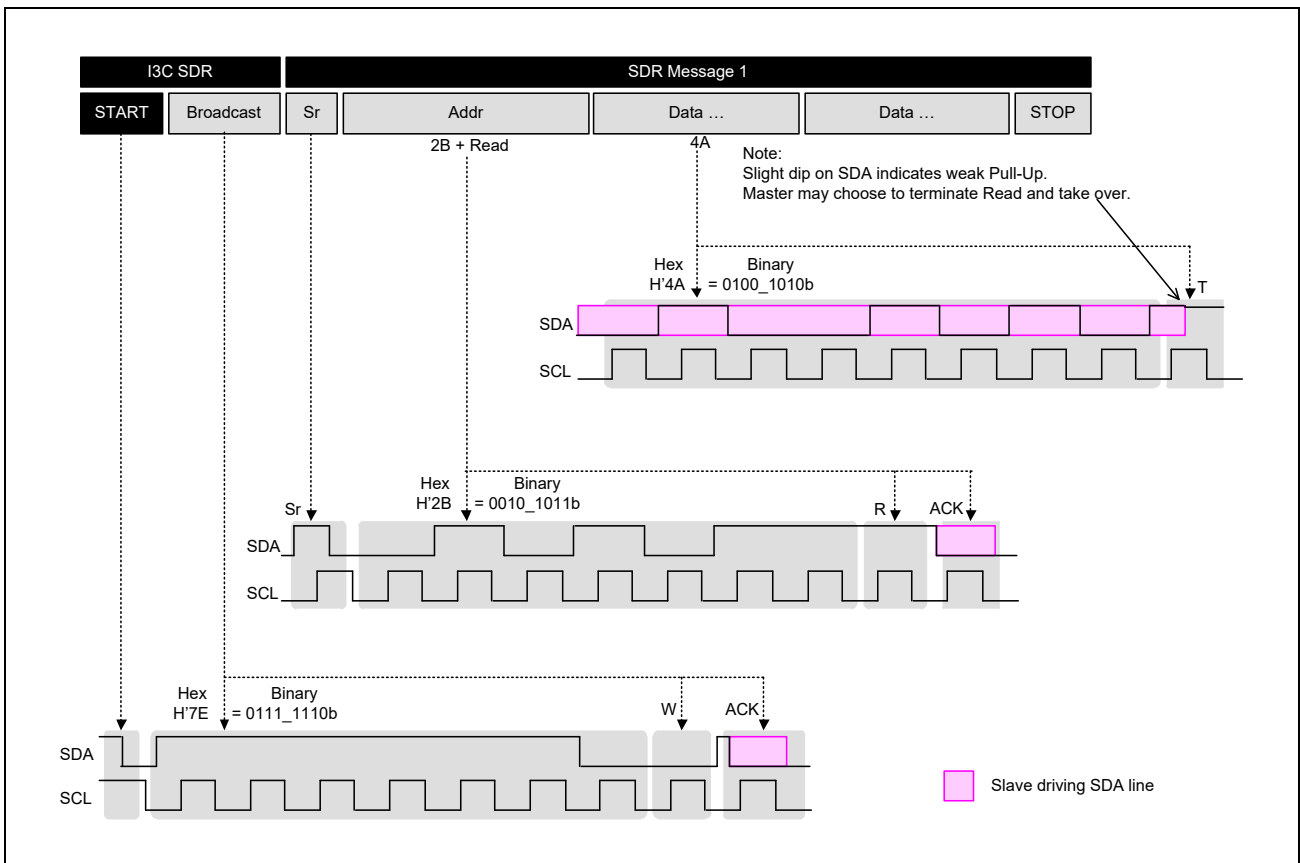 I3C SDR
SDR Message 1
START
Broadcast
Sr
Addr
Data …
Data …
STOP
2B + Read
4A
Note:
Slight dip on SDA indicates weak Pull-Up.
Master may choose to terminate Read and take over.
Hex
Binary
H'4A
= 0100_1010b
T
SDA
SCL
Hex
Binary
H'2B
= 0010_1011b
Sr
R
ACK
SDA
SCL
Hex
Binary
H'7E
= 0111_1110b
W
ACK
SDA
SCL
Slave driving SDA line